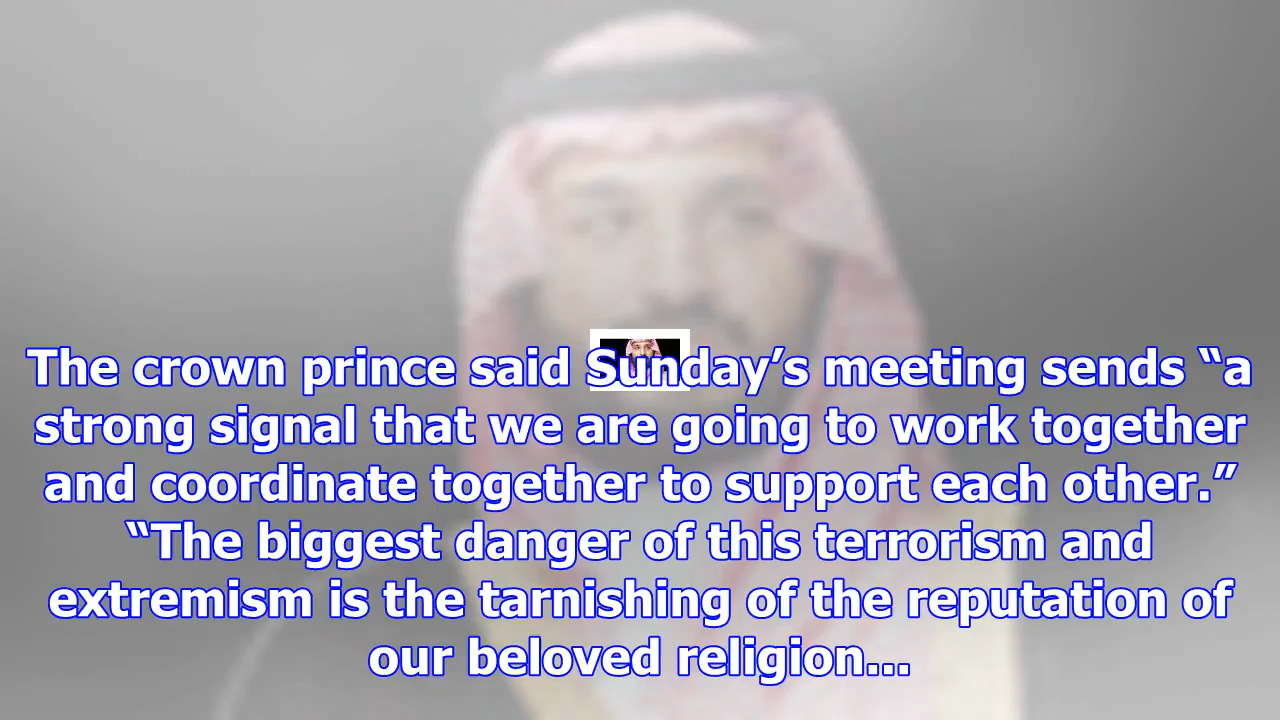 The crown prince said Sunday’s meeting sends “a
strong signal that we are going to work together
and coordinate together to support each other.”
“The biggest danger of this terrorism and
extremism is the tarnishing of the reputation of
our beloved religion...